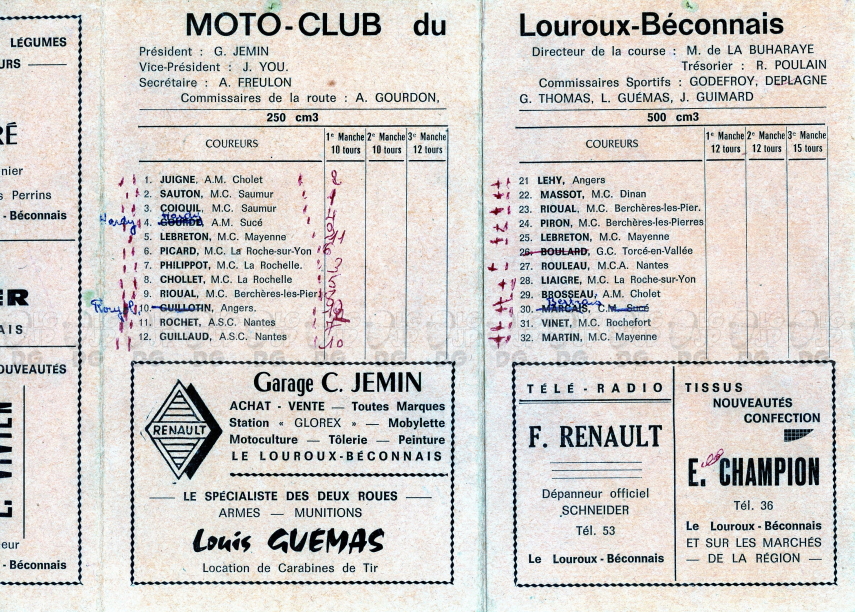 LÉGUMES
URS
RÉ
nier
s Perrins
- Béconnais
ER
AIS
OUVEAUTÉS
L. VIVIEN
eur
- Béconnais
MOTO-CLUB du Louroux-Béconnais
Président : G. JEMIN
Vice-Président : J. YOU.
Secrétaire : A. FREULON
Commissaires de la route : A. GOURDON,
Directeur de la course : M. de LA BUHARAYE
Trésorier : R. POULAIN
Commissaires Sportifs : GODEFROY, DEPLAGNE
G. THOMAS, L. GUÉMAS, J. GUIMARD
250 cm3
COUREURS
1e Manche 10 tours
2e Manche 10 tours
3e Manche 12 tours
1. JUIGNE, A.M. Cholet
2. SAUTON, M.C. Saumur
3. COIQUIL, M.C. Saumur
4. GOURDE, A.M. Sucé
5. LEBRETON, M.C. Mayenne
6. PICARD, M.C. La Roche-sur-Yon
7. PHILIPPOT, M.C. La Rochelle.
8. CHOLLET, M.C. La Rochelle
9. RIOUAL, M.C. Berchères-les-Pier.
10. GUILLOTIN, Angers.
11. ROCHET, A.S.C. Nantes
12. GUILLAUD, A.S.C. Nantes
500 cm3
COUREURS
1e Manche 12 tours
2e Manche 12 tours
3e Manche 15 tours
21 LEHY, Angers
22. MASSOT, M.C. Dinan
23. RIOUAL, M.C. Berchères-les-Pier.
24. PIRON, M.C. Berchères-les-Pierres
25. LEBRETON, M.C. Mayenne
26. BOULARD, G.C. Torcé-en-Vallée
27. ROULEAU, M.C.A. Nantes
28. LIAIGRE, M.C. La Roche-sur-Yon
29. BROSSEAU, A.M. Cholet
30. MARCAIS, C.M. Sucé
31. VINET, M.C. Rochefort
32. MARTIN, M.C. Mayenne
RENAULT
Garage C. JEMIN
ACHAT - VENTE — Toutes Marques
Station « GLOREX » — Mobylette
Motoculture — Tôlerie — Peinture
LE LOUROUX-BÉCONNAIS
— LE SPÉCIALISTE DES DEUX ROUES —
ARMES — MUNITIONS
Louis GUEMAS
Location de Carabines de Tir
TÉLÉ - RADIO
F. RENAULT
Dépanneur officiel
SCHNEIDER
Tél. 53
Le Louroux - Béconnais
TISSUS
NOUVEAUTÉS
CONFECTION
E. CHAMPION
Tél. 36
Le Louroux - Béconnais
ET SUR LES MARCHÉS
— DE LA RÉGION —